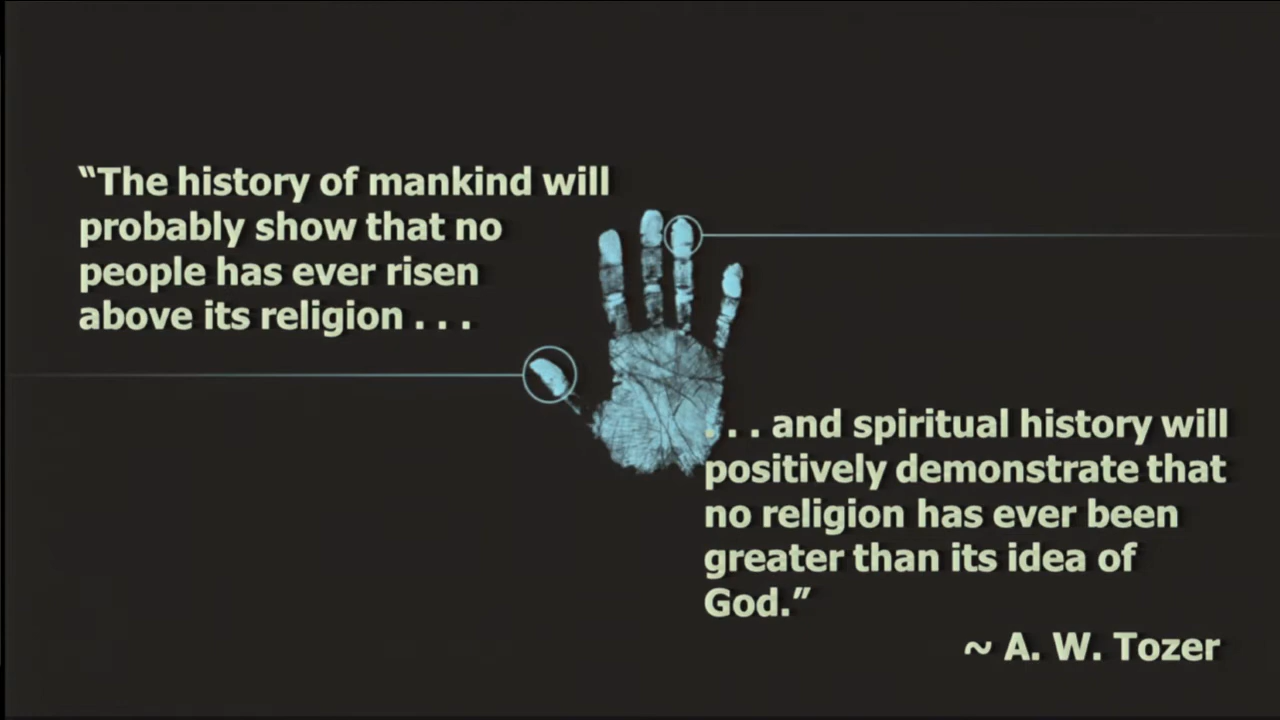 “The history of mankind will
probably show that no
people has ever risen
above its religion . . .
. . . and spiritual history will
positively demonstrate that
no religion has ever been
greater than its idea of
God.”
~ A. W. Tozer